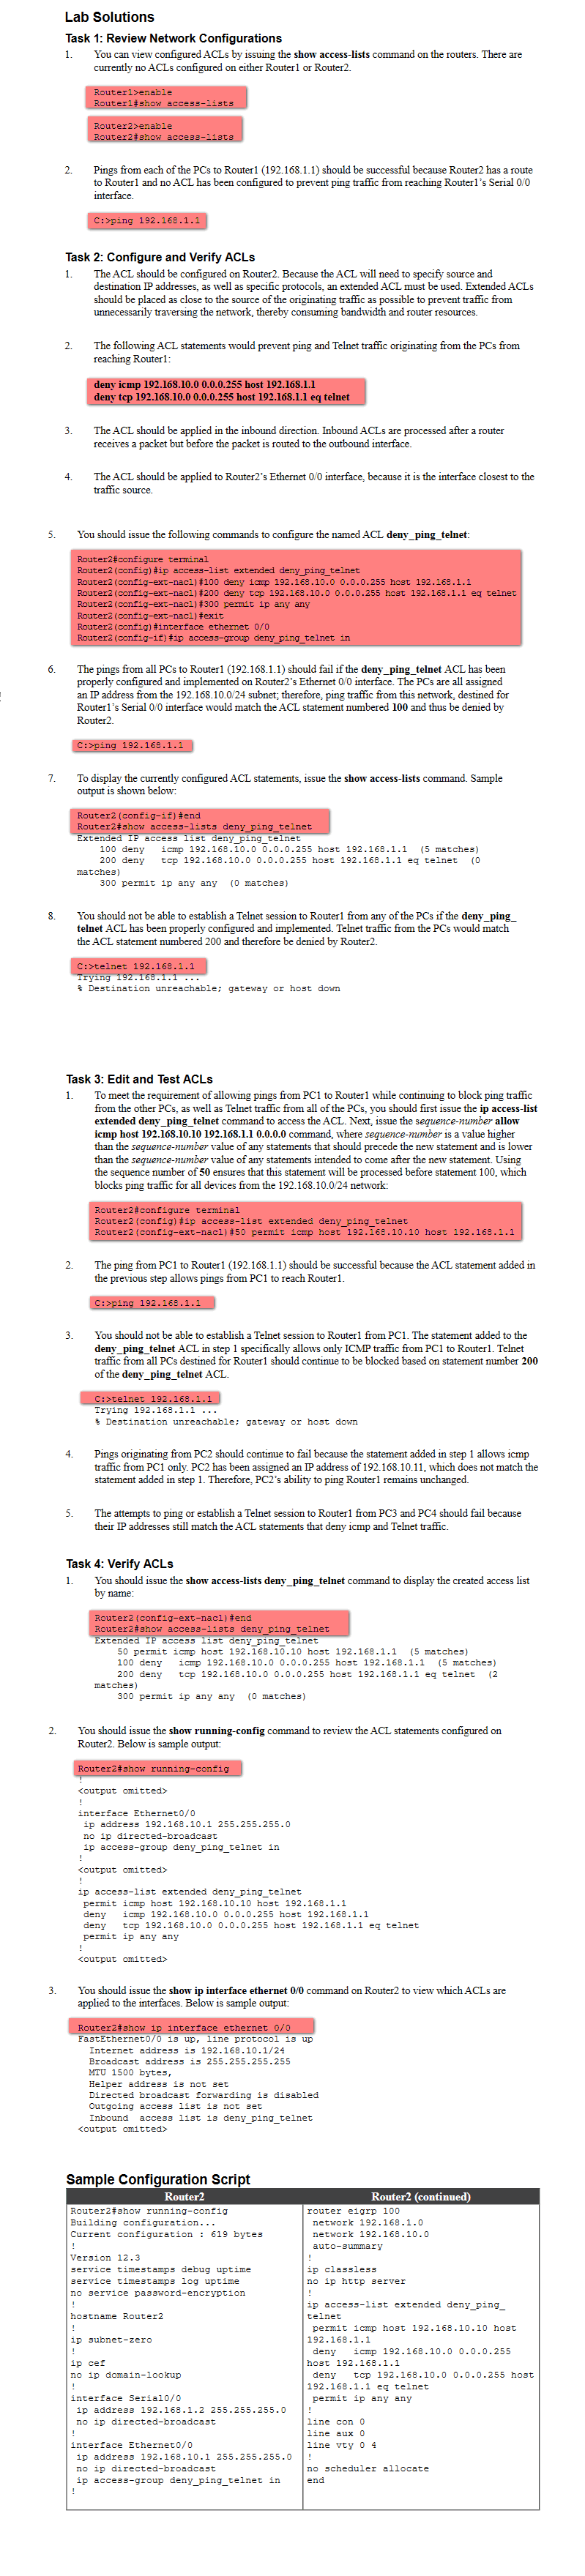 Lab Solutions
Task 1: Review Network Configurations
1. You can view configured ACLs by issuing the show access-lists command on the routers. There are
currently no ACLs configured on either Router1 or Router2.
Router1>enable
Router1#show access-lists
Router2>enable
Router2#show access-lists
2. Pings from each of the PCs to Router1 (192.168.1.1) should be successful because Router2 has a route
to Router1 and no ACL has been configured to prevent ping traffic from reaching Router1's Serial 0/0
interface.
C:>ping 192.168.1.1
Task 2: Configure and Verify ACLs
1. The ACL should be configured on Router2. Because the ACL will need to specify source and
destination IP addresses, as well as specific protocols, an extended ACL must be used. Extended ACLs
should be placed as close to the source of the originating traffic as possible to prevent traffic from
unnecessarily traversing the network, thereby consuming bandwidth and router resources.
2. The following ACL statements would prevent ping and Telnet traffic originating from the PCs from
reaching Router1:
deny icmp 192.168.10.0 0.0.0.255 host 192.168.1.1
deny tcp 192.168.10.0 0.0.0.255 host 192.168.1.1 eq telnet
3. The ACL should be applied in the inbound direction. Inbound ACLs are processed after a router
receives a packet but before the packet is routed to the outbound interface.
4. The ACL should be applied to Router2's Ethernet 0/0 interface, because it is the interface closest to the
traffic source.
5. You should issue the following commands to configure the named ACL deny_ping_telnet:
Router2#configure terminal
Router2(config)#ip access-list extended deny_ping_telnet
Router2(config-ext-nacl)#100 deny icmp 192.168.10.0 0.0.0.255 host 192.168.1.1
Router2(config-ext-nacl)#200 deny tcp 192.168.10.0 0.0.0.255 host 192.168.1.1 eq telnet
Router2(config-ext-nacl)#300 permit ip any any
Router2(config-ext-nacl)#exit
Router2(config)#interface ethernet 0/0
Router2(config-if)#ip access-group deny_ping_telnet in
6. The pings from all PCs to Router1 (192.168.1.1) should fail if the deny_ping_telnet ACL has been
properly configured and implemented on Router2's Ethernet 0/0 interface. The PCs are all assigned
an IP address from the 192.168.10.0/24 subnet; therefore, ping traffic from this network, destined for
Router1's Serial 0/0 interface would match the ACL statement numbered 100 and thus be denied by
Router2.
C:>ping 192.168.1.1
7. To display the currently configured ACL statements, issue the show access-lists command. Sample
output is shown below:
Router2(config-if)#end
Router2#show access-lists deny_ping_telnet
Extended IP access list deny_ping_telnet
100 deny icmp 192.168.10.0 0.0.0.255 host 192.168.1.1 (5 matches)
200 deny tcp 192.168.10.0 0.0.0.255 host 192.168.1.1 eq telnet (0
matches)
300 permit ip any any (0 matches)
8. You should not be able to establish a Telnet session to Router1 from any of the PCs if the deny_ping_
telnet ACL has been properly configured and implemented. Telnet traffic from the PCs would match
the ACL statement numbered 200 and therefore be denied by Router2.
C:>telnet 192.168.1.1
Trying 192.168.1.1 ...
% Destination unreachable; gateway or host down
Task 3: Edit and Test ACLs
1. To meet the requirement of allowing pings from PC1 to Router1 while continuing to block ping traffic
from the other PCs, as well as Telnet traffic from all of the PCs, you should first issue the ip access-list
extended deny_ping_telnet command to access the ACL. Next, issue the sequence-number allow
icmp host 192.168.10.10 192.168.1.1 0.0.0.0 command, where sequence-number is a value higher
than the sequence-number value of any statements that should precede the new statement and is lower
than the sequence-number value of any statements intended to come after the new statement. Using
the sequence number of 50 ensures that this statement will be processed before statement 100, which
blocks ping traffic for all devices from the 192.168.10.0/24 network:
Router2#configure terminal
Router2(config)#ip access-list extended deny_ping_telnet
Router2(config-ext-nacl)#50 permit icmp host 192.168.10.10 host 192.168.1.1
2. The ping from PC1 to Router1 (192.168.1.1) should be successful because the ACL statement added in
the previous step allows pings from PC1 to reach Router1.
C:>ping 192.168.1.1
3. You should not be able to establish a Telnet session to Router1 from PC1. The statement added to the
deny_ping_telnet ACL in step 1 specifically allows only ICMP traffic from PC1 to Router1. Telnet
traffic from all PCs destined for Router1 should continue to be blocked based on statement number 200
of the deny_ping_telnet ACL.
C:>telnet 192.168.1.1
Trying 192.168.1.1 ...
% Destination unreachable; gateway or host down
4. Pings originating from PC2 should continue to fail because the statement added in step 1 allows icmp
traffic from PC1 only. PC2 has been assigned an IP address of 192.168.10.11, which does not match the
statement added in step 1. Therefore, PC2's ability to ping Router1 remains unchanged.
5. The attempts to ping or establish a Telnet session to Router1 from PC3 and PC4 should fail because
their IP addresses still match the ACL statements that deny icmp and Telnet traffic.
Task 4: Verify ACLs
1. You should issue the show access-lists deny_ping_telnet command to display the created access list
by name:
Router2(config-ext-nacl)#end
Router2#show access-lists deny_ping_telnet
Extended IP access list deny_ping_telnet
50 permit icmp host 192.168.10.10 host 192.168.1.1 (5 matches)
100 deny icmp 192.168.10.0 0.0.0.255 host 192.168.1.1 (5 matches)
200 deny tcp 192.168.10.0 0.0.0.255 host 192.168.1.1 eq telnet (2
matches)
300 permit ip any any (0 matches)
2. You should issue the show running-config command to review the ACL statements configured on
Router2. Below is sample output:
Router2#show running-config
!
<output omitted>
!
interface Ethernet0/0
ip address 192.168.10.1 255.255.255.0
no ip directed-broadcast
ip access-group deny_ping_telnet in
!
<output omitted>
!
ip access-list extended deny_ping_telnet
permit icmp host 192.168.10.10 host 192.168.1.1
deny icmp 192.168.10.0 0.0.0.255 host 192.168.1.1
deny tcp 192.168.10.0 0.0.0.255 host 192.168.1.1 eq telnet
permit ip any any
!
<output omitted>
3. You should issue the show ip interface ethernet 0/0 command on Router2 to view which ACLs are
applied to the interfaces. Below is sample output:
Router2#show ip interface ethernet 0/0
FastEthernet0/0 is up, line protocol is up
Internet address is 192.168.10.1/24
Broadcast address is 255.255.255.255
MTU 1500 bytes,
Helper address is not set
Directed broadcast forwarding is disabled
Outgoing access list is not set
Inbound access list is deny_ping_telnet
<output omitted>
Sample Configuration Script
Router2
Router2#show running-config
Building configuration...
Current configuration : 619 bytes
!
Version 12.3
service timestamps debug uptime
service timestamps log uptime
no service password-encryption
!
hostname Router2
!
ip subnet-zero
!
ip cef
no ip domain-lookup
!
interface Serial0/0
ip address 192.168.1.2 255.255.255.0
no ip directed-broadcast
!
interface Ethernet0/0
ip address 192.168.10.1 255.255.255.0
no ip directed-broadcast
ip access-group deny_ping_telnet in
!
Router2 (continued)
router eigrp 100
network 192.168.1.0
network 192.168.10.0
auto-summary
!
ip classless
no ip http server
!
ip access-list extended deny_ping_
telnet
permit icmp host 192.168.10.10 host
192.168.1.1
deny icmp 192.168.10.0 0.0.0.255
host 192.168.1.1
deny tcp 192.168.10.0 0.0.0.255 host
192.168.1.1 eq telnet
permit ip any any
!
line con 0
line aux 0
line vty 0 4
!
no scheduler allocate
end